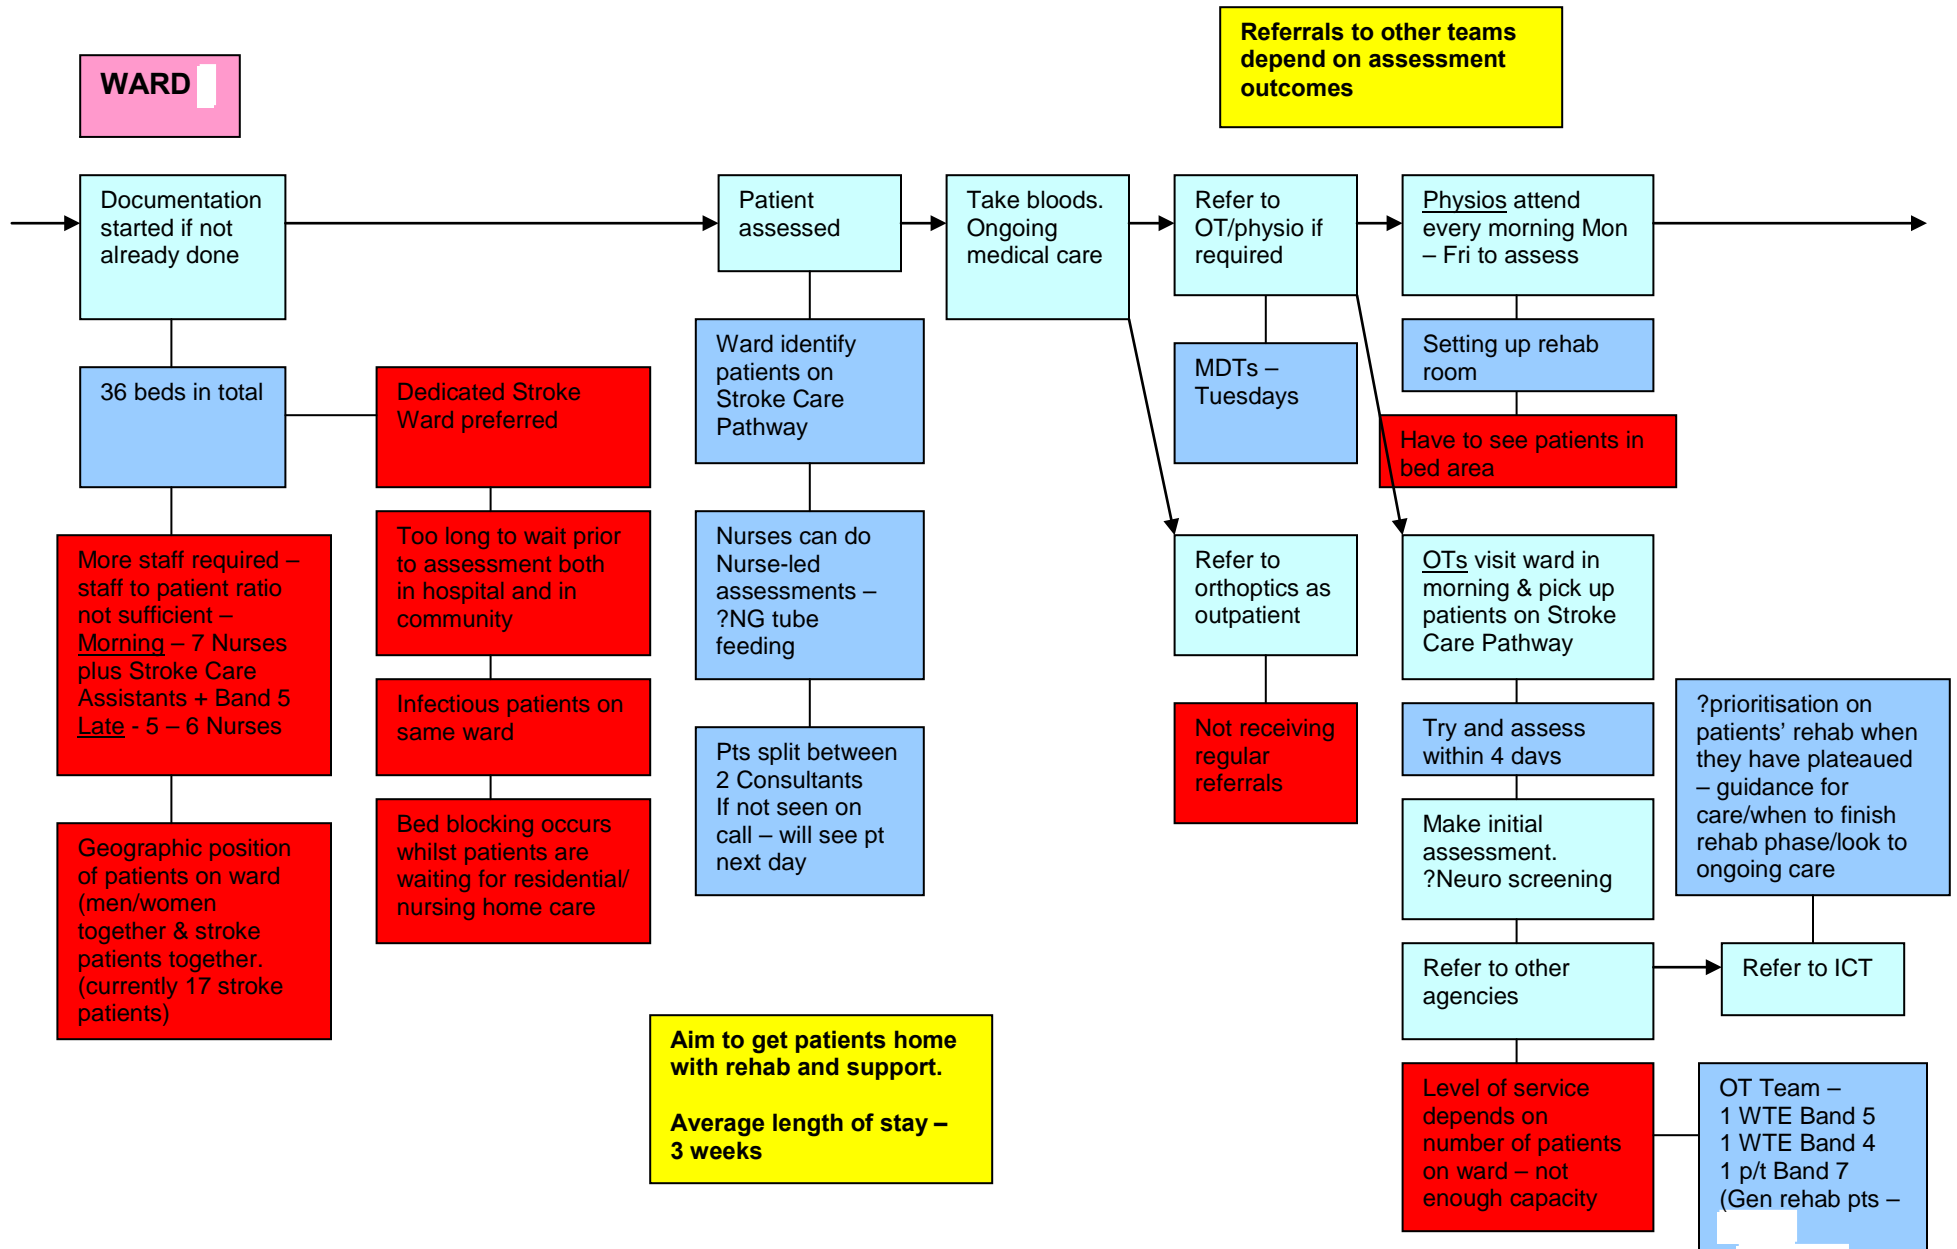 Referrals to other teams
depend on assessment
outcomes
WARD
Documentation
started if not
already done
Patient
assessed
Take bloods.
Ongoing
medical care
Refer to
OT/physio if
required
Physios attend
every morning Mon
– Fri to assess
36 beds in total
Dedicated Stroke
Ward preferred
Ward identify
patients on
Stroke Care
Pathway
MDTs –
Tuesdays
Setting up rehab
room
Have to see patients in
bed area
More staff required –
staff to patient ratio
not sufficient –
Morning – 7 Nurses
plus Stroke Care
Assistants + Band 5
Late - 5 – 6 Nurses
Too long to wait prior
to assessment both
in hospital and in
community
Nurses can do
Nurse-led
assessments –
?NG tube
feeding
Refer to
orthoptics as
outpatient
OTs visit ward in
morning & pick up
patients on Stroke
Care Pathway
Infectious patients on
same ward
Not receiving
regular
referrals
Try and assess
within 4 days
?prioritisation on
patients’ rehab when
they have plateaued
– guidance for
care/when to finish
rehab phase/look to
ongoing care
Pts split between
2 Consultants
If not seen on
call – will see pt
next day
Geographic position
of patients on ward
(men/women
together & stroke
patients together.
(currently 17 stroke
patients)
Bed blocking occurs
whilst patients are
waiting for residential/
nursing home care
Make initial
assessment.
?Neuro screening
Refer to other
agencies
Refer to ICT
Aim to get patients home
with rehab and support.
Average length of stay –
3 weeks
Level of service
depends on
number of patients
on ward – not
enough capacity
OT Team –
1 WTE Band 5
1 WTE Band 4
1 p/t Band 7
(Gen rehab pts –